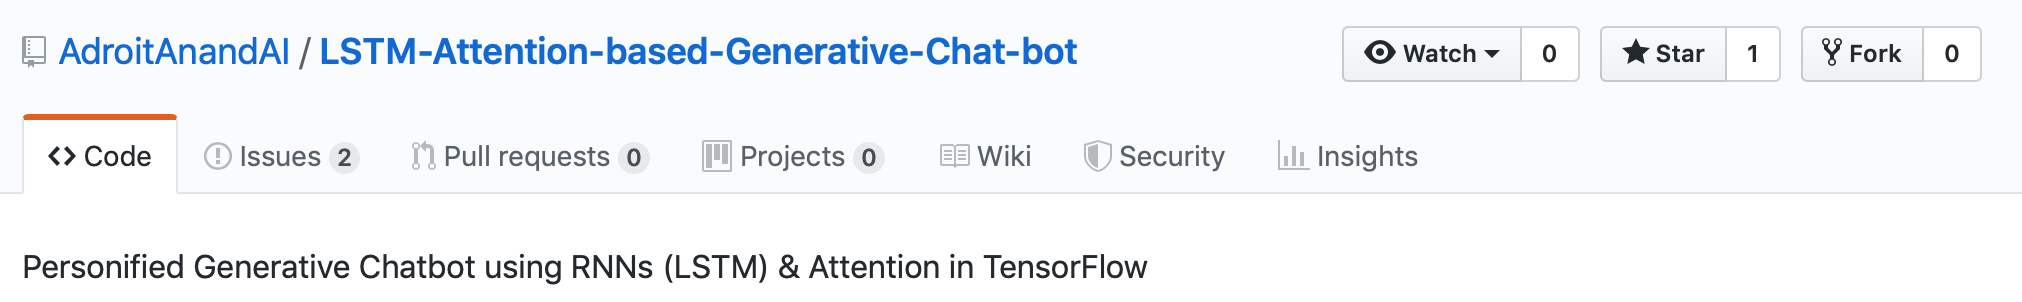 AdroitAnandAI / LSTM-Attention-based-Generative-Chat-bot Watch 0 Star 1 Fork 0
Code Issues 2 Pull requests 0 Projects 0 Wiki Security Insights
Personified Generative Chatbot using RNNs (LSTM) & Attention in TensorFlow